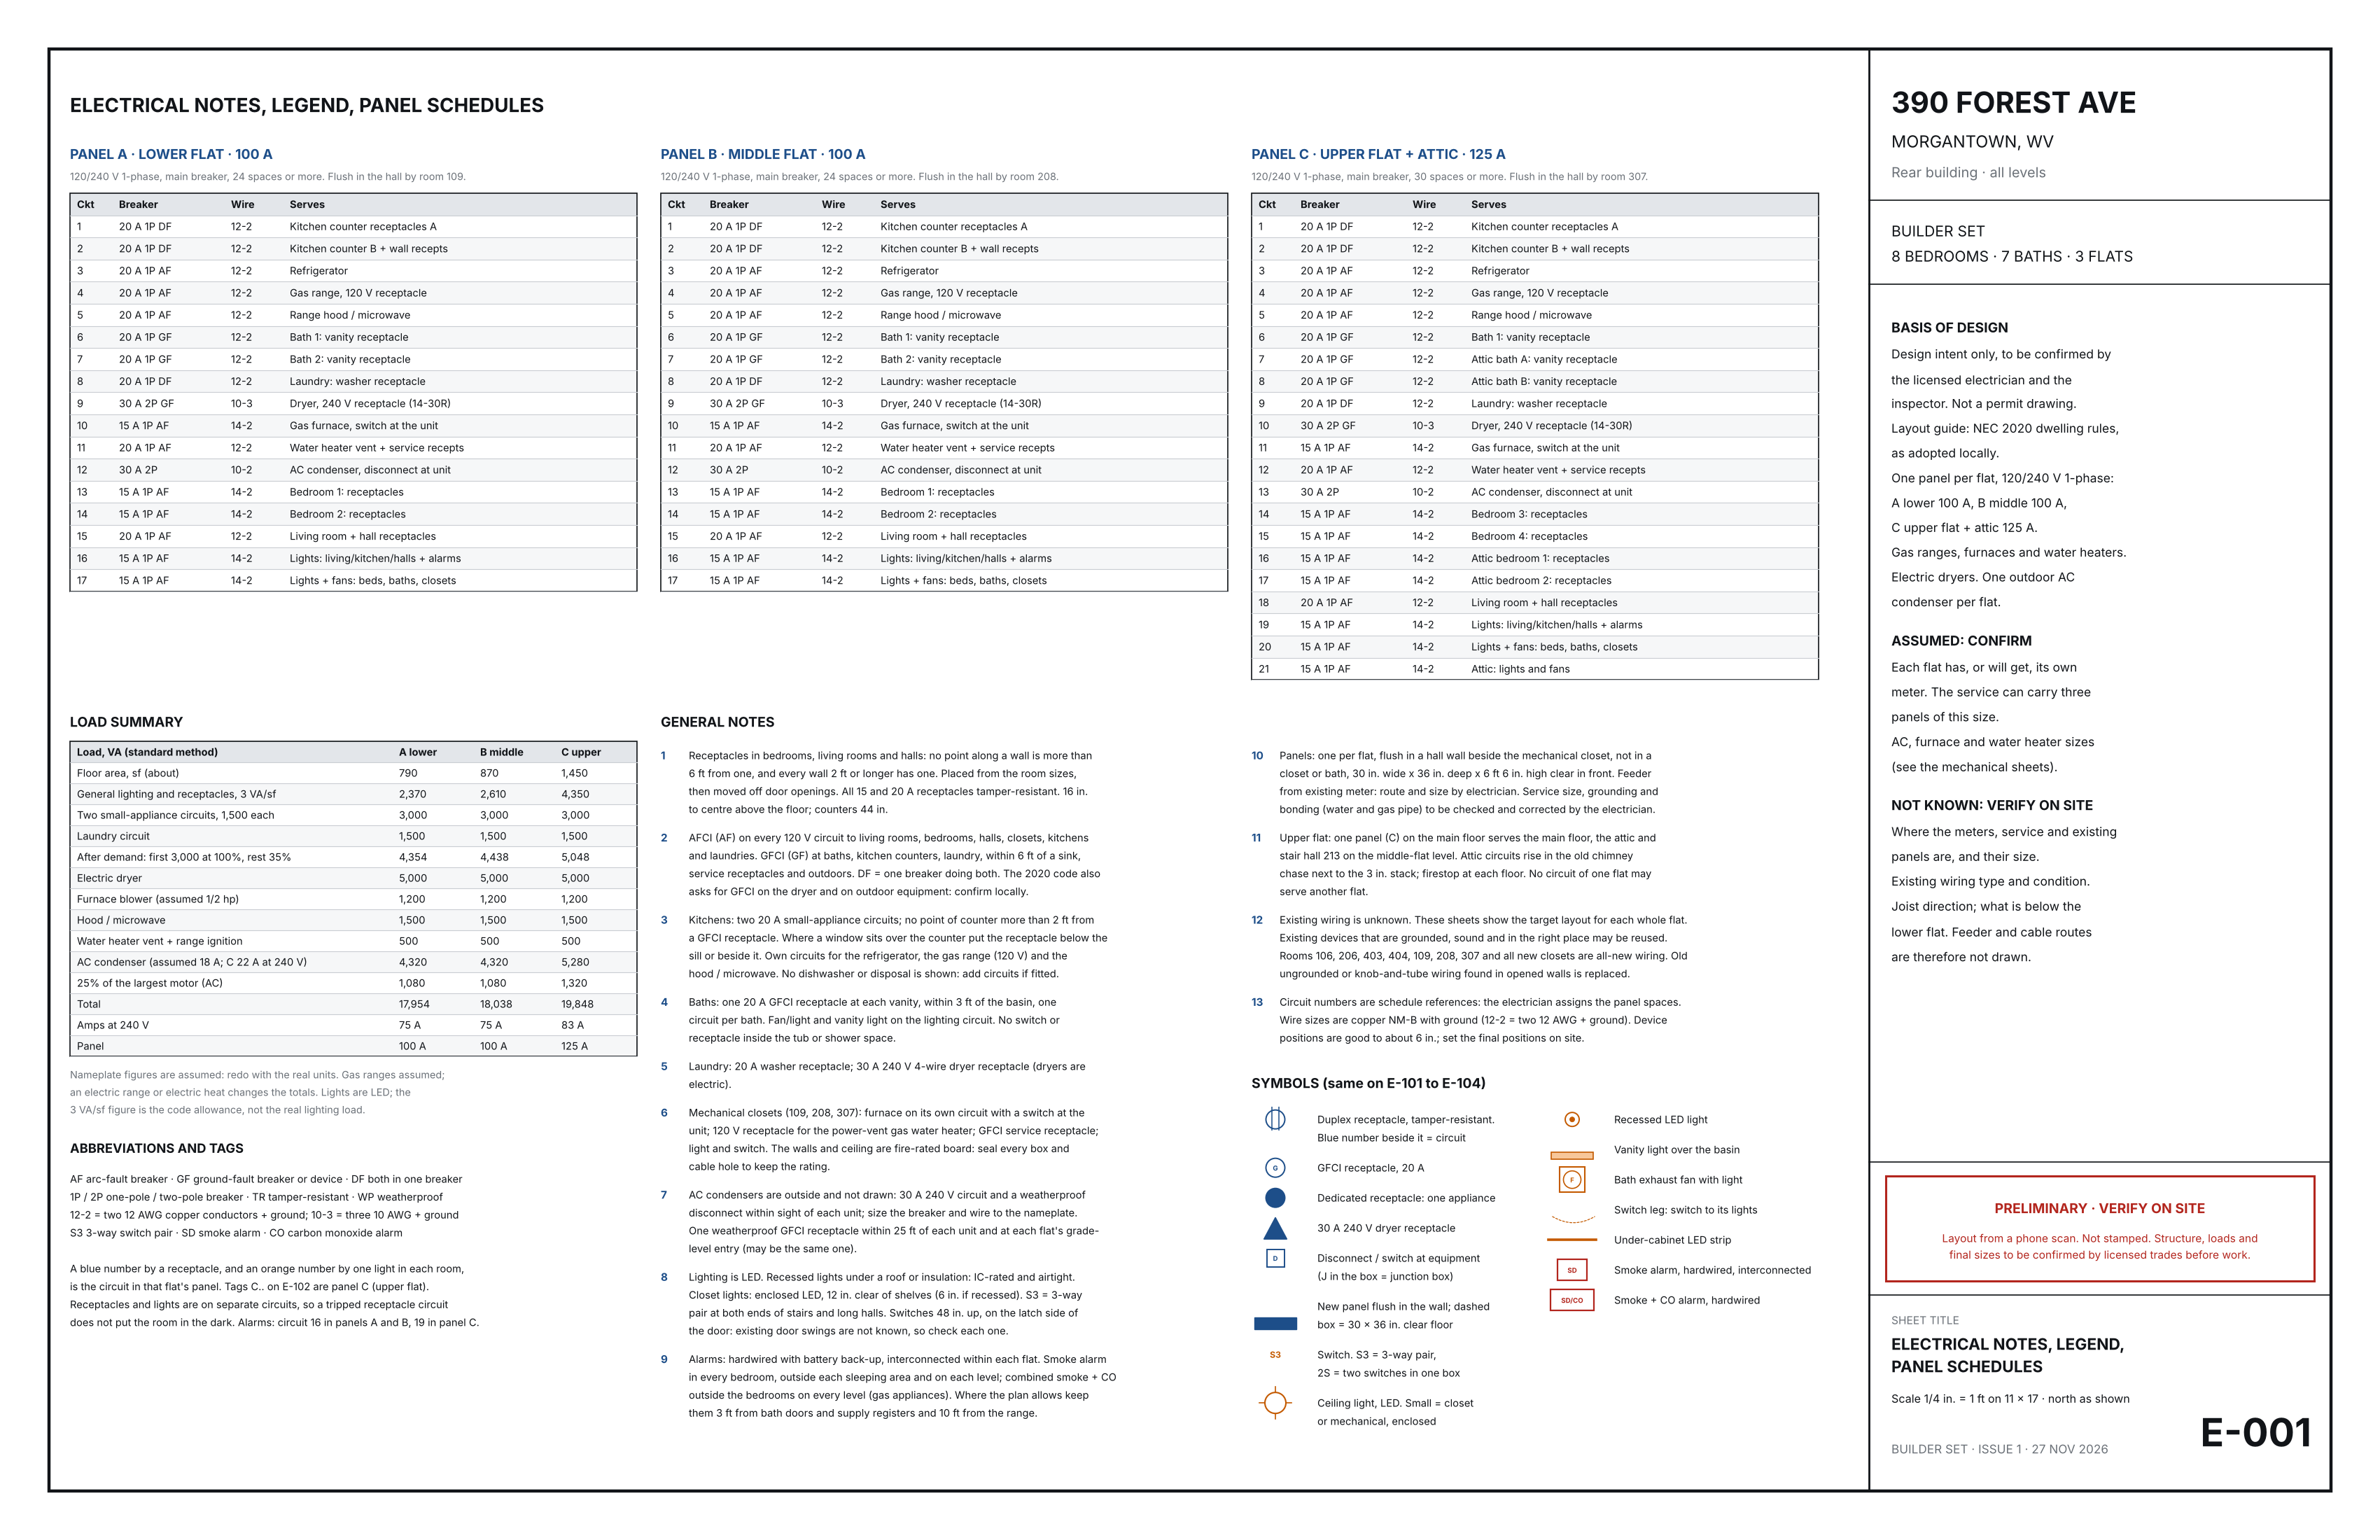 ELECTRICAL NOTES, LEGEND, PANEL SCHEDULES
PANEL A · LOWER FLAT · 100 A
120/240 V 1-phase, main breaker, 24 spaces or more. Flush in the hall by room 109.
Ckt Breaker Wire Serves
1 20 A 1P DF 12-2 Kitchen counter receptacles A
2 20 A 1P DF 12-2 Kitchen counter B + wall recepts
3 20 A 1P AF 12-2 Refrigerator
4 20 A 1P AF 12-2 Gas range, 120 V receptacle
5 20 A 1P AF 12-2 Range hood / microwave
6 20 A 1P GF 12-2 Bath 1: vanity receptacle
7 20 A 1P GF 12-2 Bath 2: vanity receptacle
8 20 A 1P DF 12-2 Laundry: washer receptacle
9 30 A 2P GF 10-3 Dryer, 240 V receptacle (14-30R)
10 15 A 1P AF 14-2 Gas furnace, switch at the unit
11 20 A 1P AF 12-2 Water heater vent + service recepts
12 30 A 2P 10-2 AC condenser, disconnect at unit
13 15 A 1P AF 14-2 Bedroom 1: receptacles
14 15 A 1P AF 14-2 Bedroom 2: receptacles
15 20 A 1P AF 12-2 Living room + hall receptacles
16 15 A 1P AF 14-2 Lights: living/kitchen/halls + alarms
17 15 A 1P AF 14-2 Lights + fans: beds, baths, closets
PANEL B · MIDDLE FLAT · 100 A
120/240 V 1-phase, main breaker, 24 spaces or more. Flush in the hall by room 208.
Ckt Breaker Wire Serves
1 20 A 1P DF 12-2 Kitchen counter receptacles A
2 20 A 1P DF 12-2 Kitchen counter B + wall recepts
3 20 A 1P AF 12-2 Refrigerator
4 20 A 1P AF 12-2 Gas range, 120 V receptacle
5 20 A 1P AF 12-2 Range hood / microwave
6 20 A 1P GF 12-2 Bath 1: vanity receptacle
7 20 A 1P GF 12-2 Bath 2: vanity receptacle
8 20 A 1P DF 12-2 Laundry: washer receptacle
9 30 A 2P GF 10-3 Dryer, 240 V receptacle (14-30R)
10 15 A 1P AF 14-2 Gas furnace, switch at the unit
11 20 A 1P AF 12-2 Water heater vent + service recepts
12 30 A 2P 10-2 AC condenser, disconnect at unit
13 15 A 1P AF 14-2 Bedroom 1: receptacles
14 15 A 1P AF 14-2 Bedroom 2: receptacles
15 20 A 1P AF 12-2 Living room + hall receptacles
16 15 A 1P AF 14-2 Lights: living/kitchen/halls + alarms
17 15 A 1P AF 14-2 Lights + fans: beds, baths, closets
PANEL C · UPPER FLAT + ATTIC · 125 A
120/240 V 1-phase, main breaker, 30 spaces or more. Flush in the hall by room 307.
Ckt Breaker Wire Serves
1 20 A 1P DF 12-2 Kitchen counter receptacles A
2 20 A 1P DF 12-2 Kitchen counter B + wall recepts
3 20 A 1P AF 12-2 Refrigerator
4 20 A 1P AF 12-2 Gas range, 120 V receptacle
5 20 A 1P AF 12-2 Range hood / microwave
6 20 A 1P GF 12-2 Bath 1: vanity receptacle
7 20 A 1P GF 12-2 Attic bath A: vanity receptacle
8 20 A 1P GF 12-2 Attic bath B: vanity receptacle
9 20 A 1P DF 12-2 Laundry: washer receptacle
10 30 A 2P GF 10-3 Dryer, 240 V receptacle (14-30R)
11 15 A 1P AF 14-2 Gas furnace, switch at the unit
12 20 A 1P AF 12-2 Water heater vent + service recepts
13 30 A 2P 10-2 AC condenser, disconnect at unit
14 15 A 1P AF 14-2 Bedroom 3: receptacles
15 15 A 1P AF 14-2 Bedroom 4: receptacles
16 15 A 1P AF 14-2 Attic bedroom 1: receptacles
17 15 A 1P AF 14-2 Attic bedroom 2: receptacles
18 20 A 1P AF 12-2 Living room + hall receptacles
19 15 A 1P AF 14-2 Lights: living/kitchen/halls + alarms
20 15 A 1P AF 14-2 Lights + fans: beds, baths, closets
21 15 A 1P AF 14-2 Attic: lights and fans
LOAD SUMMARY
Load, VA (standard method) A lower B middle C upper
Floor area, sf (about) 790 870 1,450
General lighting and receptacles, 3 VA/sf 2,370 2,610 4,350
Two small-appliance circuits, 1,500 each 3,000 3,000 3,000
Laundry circuit 1,500 1,500 1,500
After demand: first 3,000 at 100%, rest 35% 4,354 4,438 5,048
Electric dryer 5,000 5,000 5,000
Furnace blower (assumed 1/2 hp) 1,200 1,200 1,200
Hood / microwave 1,500 1,500 1,500
Water heater vent + range ignition 500 500 500
AC condenser (assumed 18 A; C 22 A at 240 V) 4,320 4,320 5,280
25% of the largest motor (AC) 1,080 1,080 1,320
Total 17,954 18,038 19,848
Amps at 240 V 75 A 75 A 83 A
Panel 100 A 100 A 125 A
Nameplate figures are assumed: redo with the real units. Gas ranges assumed;
an electric range or electric heat changes the totals. Lights are LED; the
3 VA/sf figure is the code allowance, not the real lighting load.
ABBREVIATIONS AND TAGS
AF arc-fault breaker · GF ground-fault breaker or device · DF both in one breaker
1P / 2P one-pole / two-pole breaker · TR tamper-resistant · WP weatherproof
12-2 = two 12 AWG copper conductors + ground; 10-3 = three 10 AWG + ground
S3 3-way switch pair · SD smoke alarm · CO carbon monoxide alarm
A blue number by a receptacle, and an orange number by one light in each room,
is the circuit in that flat's panel. Tags C.. on E-102 are panel C (upper flat).
Receptacles and lights are on separate circuits, so a tripped receptacle circuit
does not put the room in the dark. Alarms: circuit 16 in panels A and B, 19 in panel C.
GENERAL NOTES
1 Receptacles in bedrooms, living rooms and halls: no point along a wall is more than
6 ft from one, and every wall 2 ft or longer has one. Placed from the room sizes,
then moved off door openings. All 15 and 20 A receptacles tamper-resistant. 16 in.
to centre above the floor; counters 44 in.
2 AFCI (AF) on every 120 V circuit to living rooms, bedrooms, halls, closets, kitchens
and laundries. GFCI (GF) at baths, kitchen counters, laundry, within 6 ft of a sink,
service receptacles and outdoors. DF = one breaker doing both. The 2020 code also
asks for GFCI on the dryer and on outdoor equipment: confirm locally.
3 Kitchens: two 20 A small-appliance circuits; no point of counter more than 2 ft from
a GFCI receptacle. Where a window sits over the counter put the receptacle below the
sill or beside it. Own circuits for the refrigerator, the gas range (120 V) and the
hood / microwave. No dishwasher or disposal is shown: add circuits if fitted.
4 Baths: one 20 A GFCI receptacle at each vanity, within 3 ft of the basin, one
circuit per bath. Fan/light and vanity light on the lighting circuit. No switch or
receptacle inside the tub or shower space.
5 Laundry: 20 A washer receptacle; 30 A 240 V 4-wire dryer receptacle (dryers are
electric).
6 Mechanical closets (109, 208, 307): furnace on its own circuit with a switch at the
unit; 120 V receptacle for the power-vent gas water heater; GFCI service receptacle;
light and switch. The walls and ceiling are fire-rated board: seal every box and
cable hole to keep the rating.
7 AC condensers are outside and not drawn: 30 A 240 V circuit and a weatherproof
disconnect within sight of each unit; size the breaker and wire to the nameplate.
One weatherproof GFCI receptacle within 25 ft of each unit and at each flat's grade-
level entry (may be the same one).
8 Lighting is LED. Recessed lights under a roof or insulation: IC-rated and airtight.
Closet lights: enclosed LED, 12 in. clear of shelves (6 in. if recessed). S3 = 3-way
pair at both ends of stairs and long halls. Switches 48 in. up, on the latch side of
the door: existing door swings are not known, so check each one.
9 Alarms: hardwired with battery back-up, interconnected within each flat. Smoke alarm
in every bedroom, outside each sleeping area and on each level; combined smoke + CO
outside the bedrooms on every level (gas appliances). Where the plan allows keep
them 3 ft from bath doors and supply registers and 10 ft from the range.
10 Panels: one per flat, flush in a hall wall beside the mechanical closet, not in a
closet or bath, 30 in. wide x 36 in. deep x 6 ft 6 in. high clear in front. Feeder
from existing meter: route and size by electrician. Service size, grounding and
bonding (water and gas pipe) to be checked and corrected by the electrician.
11 Upper flat: one panel (C) on the main floor serves the main floor, the attic and
stair hall 213 on the middle-flat level. Attic circuits rise in the old chimney
chase next to the 3 in. stack; firestop at each floor. No circuit of one flat may
serve another flat.
12 Existing wiring is unknown. These sheets show the target layout for each whole flat.
Existing devices that are grounded, sound and in the right place may be reused.
Rooms 106, 206, 403, 404, 109, 208, 307 and all new closets are all-new wiring. Old
ungrounded or knob-and-tube wiring found in opened walls is replaced.
13 Circuit numbers are schedule references: the electrician assigns the panel spaces.
Wire sizes are copper NM-B with ground (12-2 = two 12 AWG + ground). Device
positions are good to about 6 in.; set the final positions on site.
SYMBOLS (same on E-101 to E-104)
Duplex receptacle, tamper-resistant.
Blue number beside it = circuit
G GFCI receptacle, 20 A
Dedicated receptacle: one appliance
30 A 240 V dryer receptacle
D Disconnect / switch at equipment
(J in the box = junction box)
New panel flush in the wall; dashed
box = 30 × 36 in. clear floor
S3 Switch. S3 = 3-way pair,
2S = two switches in one box
Ceiling light, LED. Small = closet
or mechanical, enclosed
Recessed LED light
Vanity light over the basin
F Bath exhaust fan with light
Switch leg: switch to its lights
Under-cabinet LED strip
SD Smoke alarm, hardwired, interconnected
SD/CO Smoke + CO alarm, hardwired
390 FOREST AVE
MORGANTOWN, WV
Rear building · all levels
BUILDER SET
8 BEDROOMS · 7 BATHS · 3 FLATS
BASIS OF DESIGN
Design intent only, to be confirmed by
the licensed electrician and the
inspector. Not a permit drawing.
Layout guide: NEC 2020 dwelling rules,
as adopted locally.
One panel per flat, 120/240 V 1-phase:
A lower 100 A, B middle 100 A,
C upper flat + attic 125 A.
Gas ranges, furnaces and water heaters.
Electric dryers. One outdoor AC
condenser per flat.
ASSUMED: CONFIRM
Each flat has, or will get, its own
meter. The service can carry three
panels of this size.
AC, furnace and water heater sizes
(see the mechanical sheets).
NOT KNOWN: VERIFY ON SITE
Where the meters, service and existing
panels are, and their size.
Existing wiring type and condition.
Joist direction; what is below the
lower flat. Feeder and cable routes
are therefore not drawn.
PRELIMINARY · VERIFY ON SITE
Layout from a phone scan. Not stamped. Structure, loads and
final sizes to be confirmed by licensed trades before work.
SHEET TITLE
ELECTRICAL NOTES, LEGEND,
PANEL SCHEDULES
Scale 1/4 in. = 1 ft on 11 × 17 · north as shown
BUILDER SET · ISSUE 1 · 27 NOV 2026
E-001